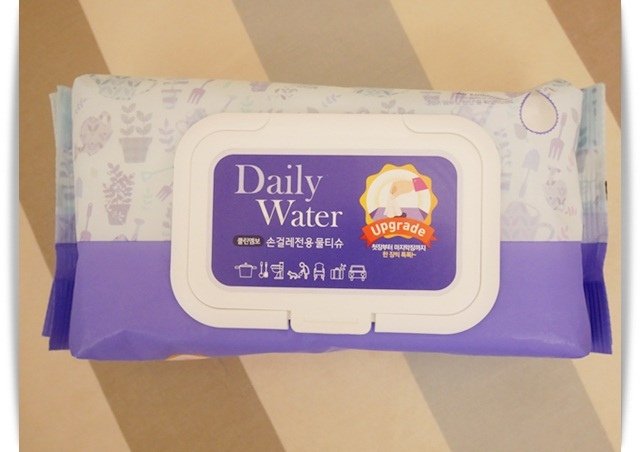 Daily
Water
클린엠보 손걸레전용 물티슈
Upgrade
첫장부터 마지막장까지
한 장씩 톡톡!~